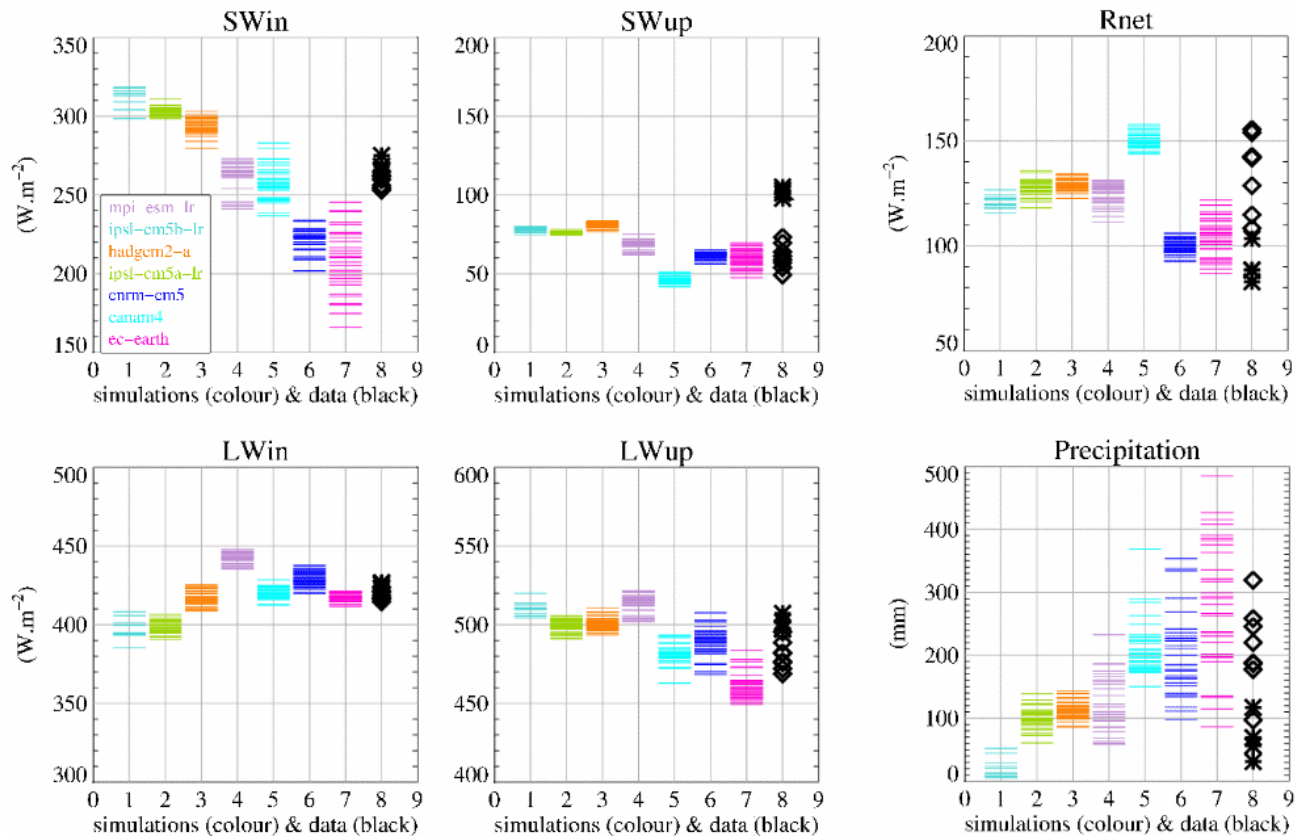 SWin
(W.m⁻²)
350
300
250
200
150
mpi-esm-lr
ipsl-cm5b-lr
hadgem2-a
ipsl-cm5a-lr
cnrm-cm5
canam4
ec-earth
0 1 2 3 4 5 6 7 8 9
simulations (colour) & data (black)
SWup
200
150
100
50
0
0 1 2 3 4 5 6 7 8 9
simulations (colour) & data (black)
Rnet
(W.m⁻²)
200
150
100
50
0 1 2 3 4 5 6 7 8 9
simulations (colour) & data (black)
LWin
(W.m⁻²)
500
450
400
350
300
0 1 2 3 4 5 6 7 8 9
simulations (colour) & data (black)
LWup
600
550
500
450
400
0 1 2 3 4 5 6 7 8 9
simulations (colour) & data (black)
Precipitation
(mm)
500
400
300
200
100
0
0 1 2 3 4 5 6 7 8 9
simulations (colour) & data (black)